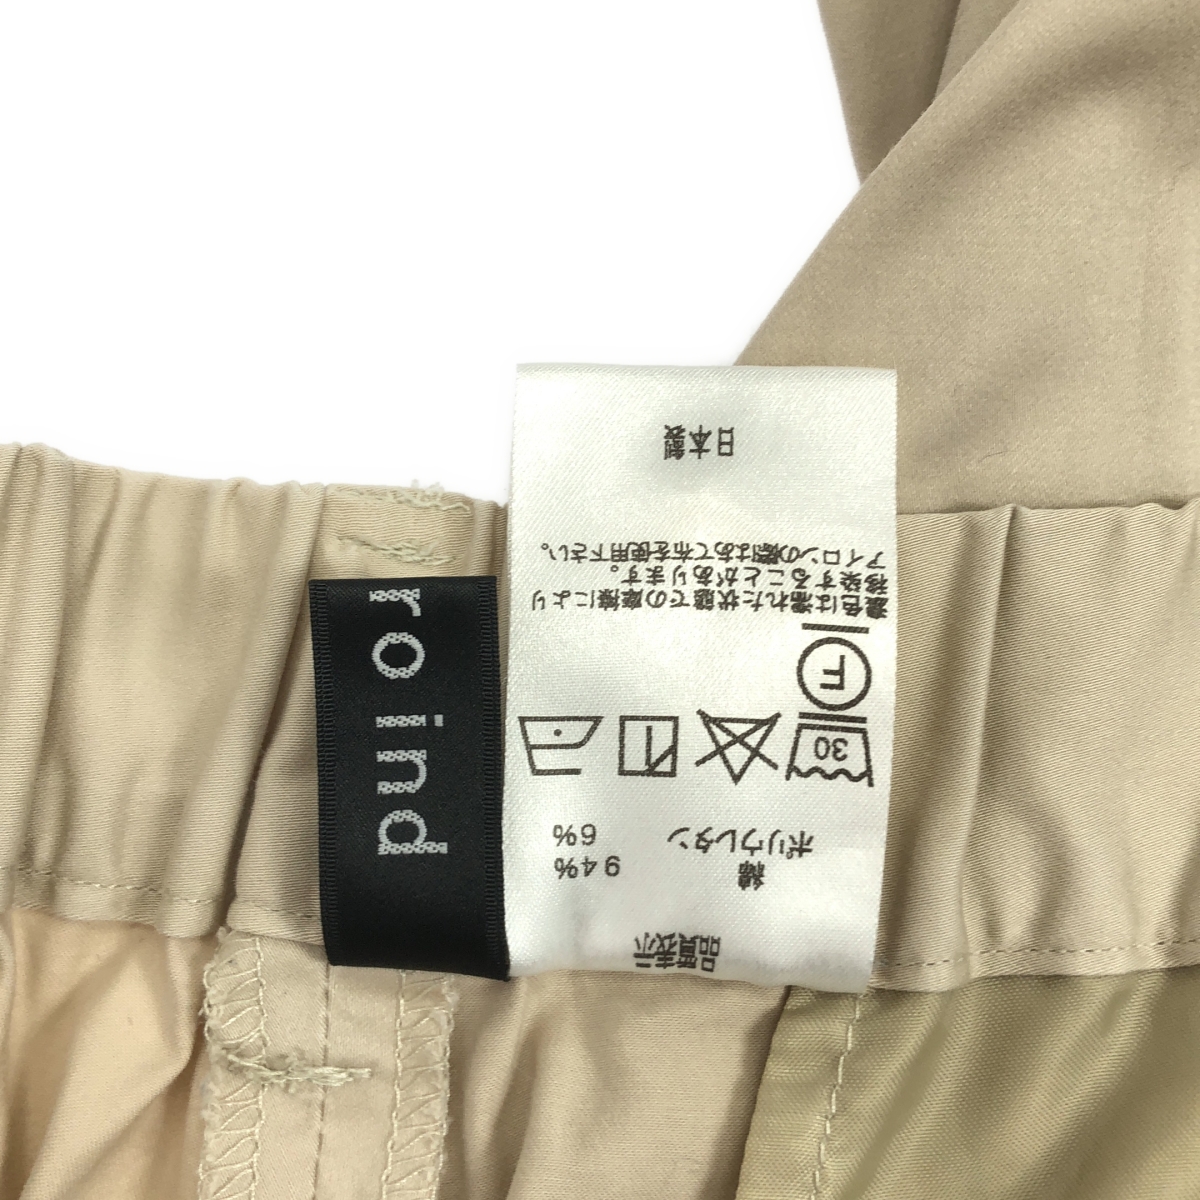 品質表示
綿 94%
ポリウレタン 6%
30
F
濃色は濡れた状態での摩擦により
移染することがあります。
アイロンの際はあて布を使用下さい。
日本製
ro ind